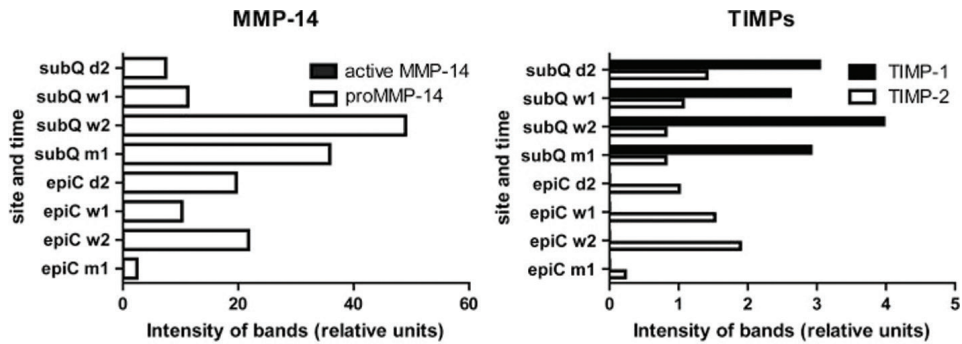 MMP-14
subQ d2
subQ w1
subQ w2
subQ m1
epiC d2
epiC w1
epiC w2
epiC m1
site and time
active MMP-14
proMMP-14
0 20 40 60
Intensity of bands (relative units)
TIMPs
subQ d2
subQ w1
subQ w2
subQ m1
epiC d2
epiC w1
epiC w2
epiC m1
site and time
TIMP-1
TIMP-2
0 1 2 3 4 5
Intensity of bands (relative units)